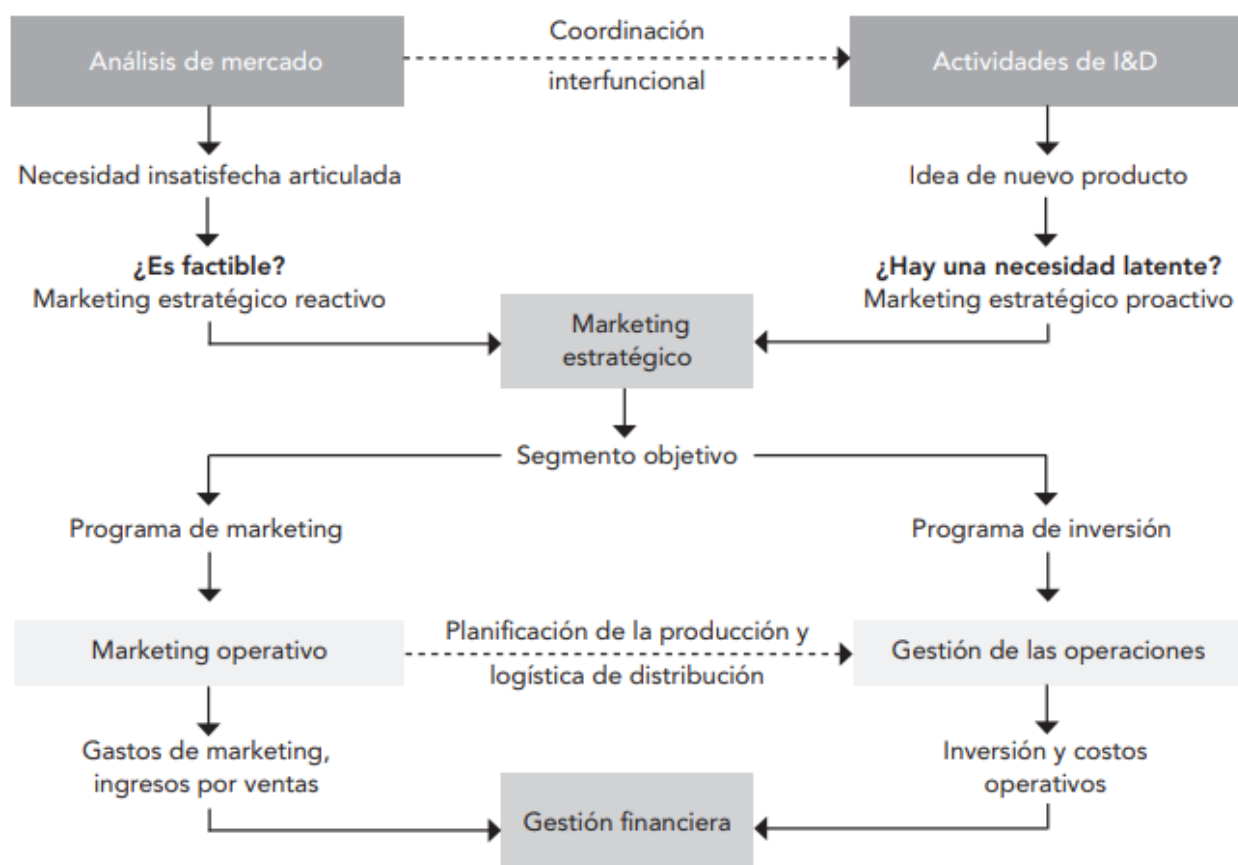 Análisis de mercado
Coordinación
interfuncional
Actividades de I&D
Necesidad insatisfecha articulada
Idea de nuevo producto
¿Es factible?
Marketing estratégico reactivo
¿Hay una necesidad latente?
Marketing estratégico proactivo
Marketing
estratégico
Segmento objetivo
Programa de marketing
Programa de inversión
Marketing operativo
Planificación de la producción y
logística de distribución
Gestión de las operaciones
Gastos de marketing,
ingresos por ventas
Inversión y costos
operativos
Gestión financiera